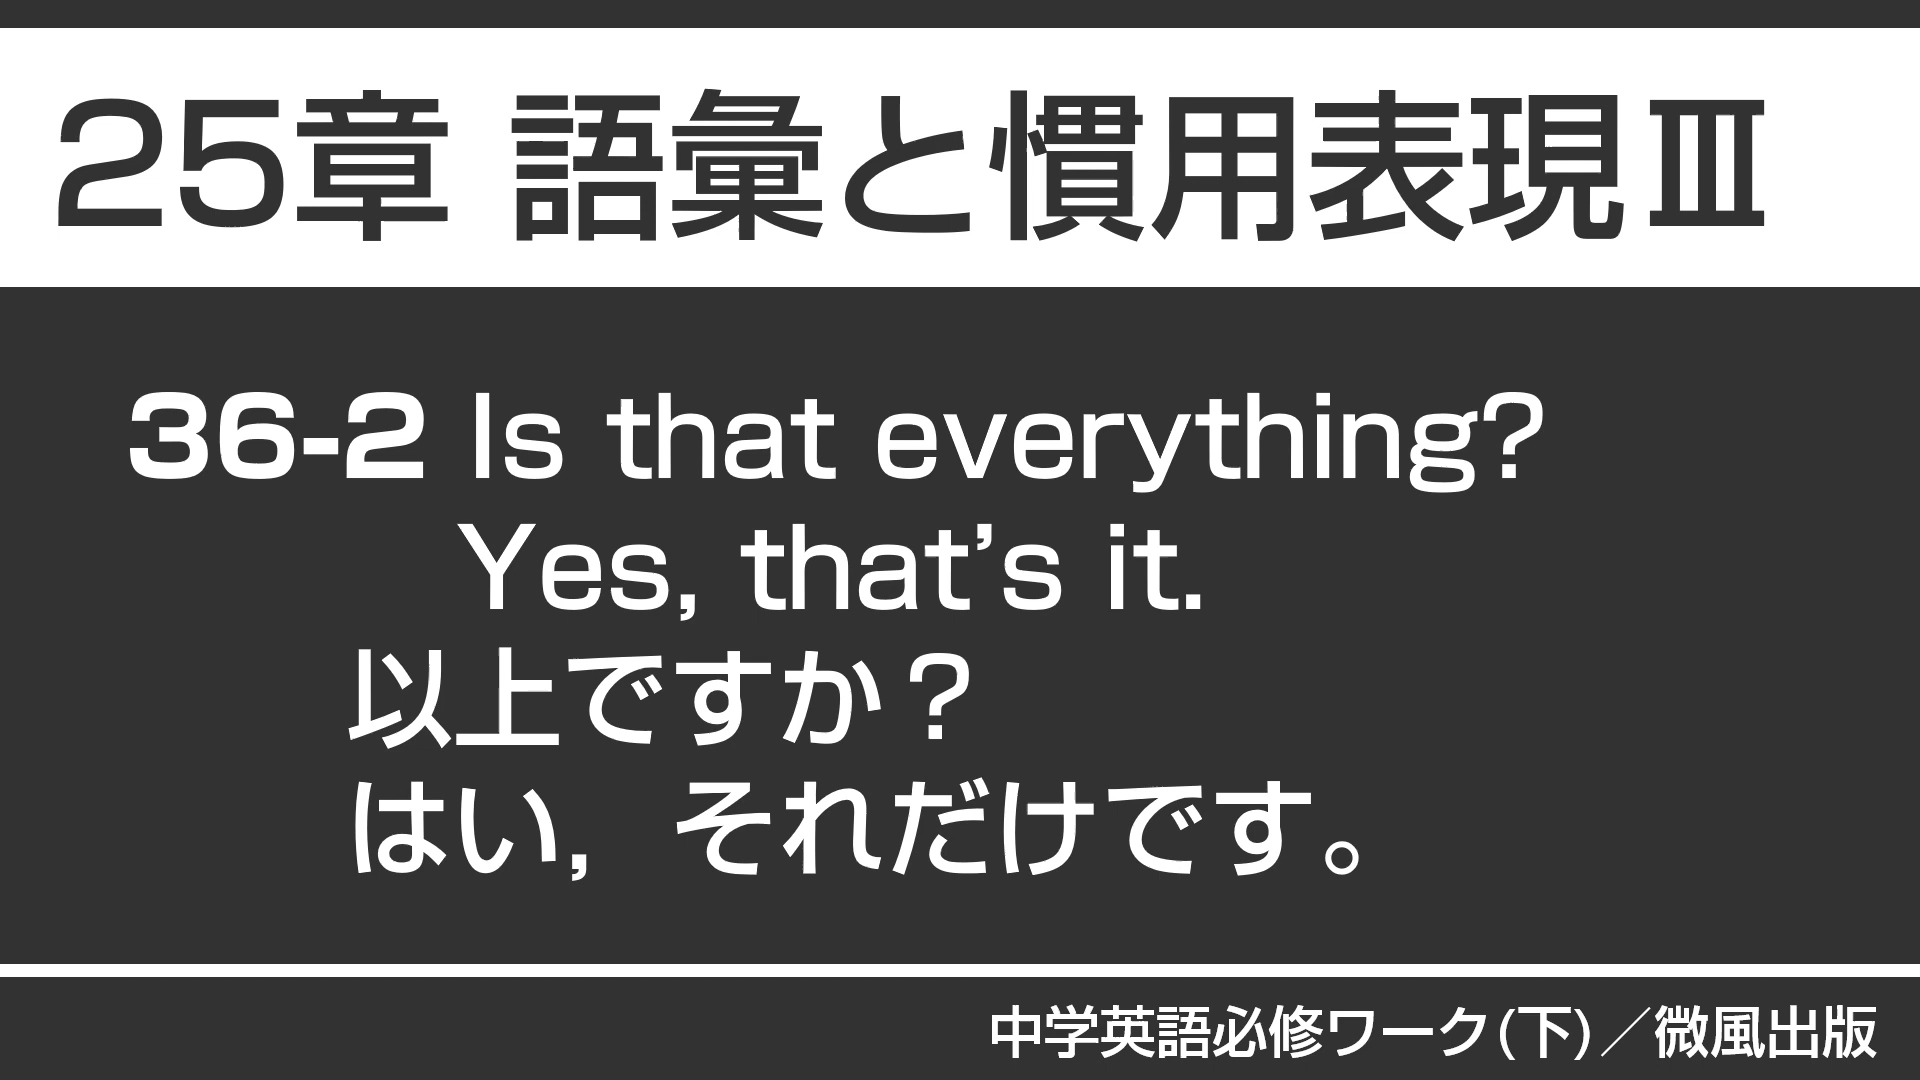 25章 語彙と慣用表現Ⅲ
36-2 Is that everything?
Yes, that’s it.
以上ですか？
はい，それだけです。
中学英語必修ワーク(下)／微風出版